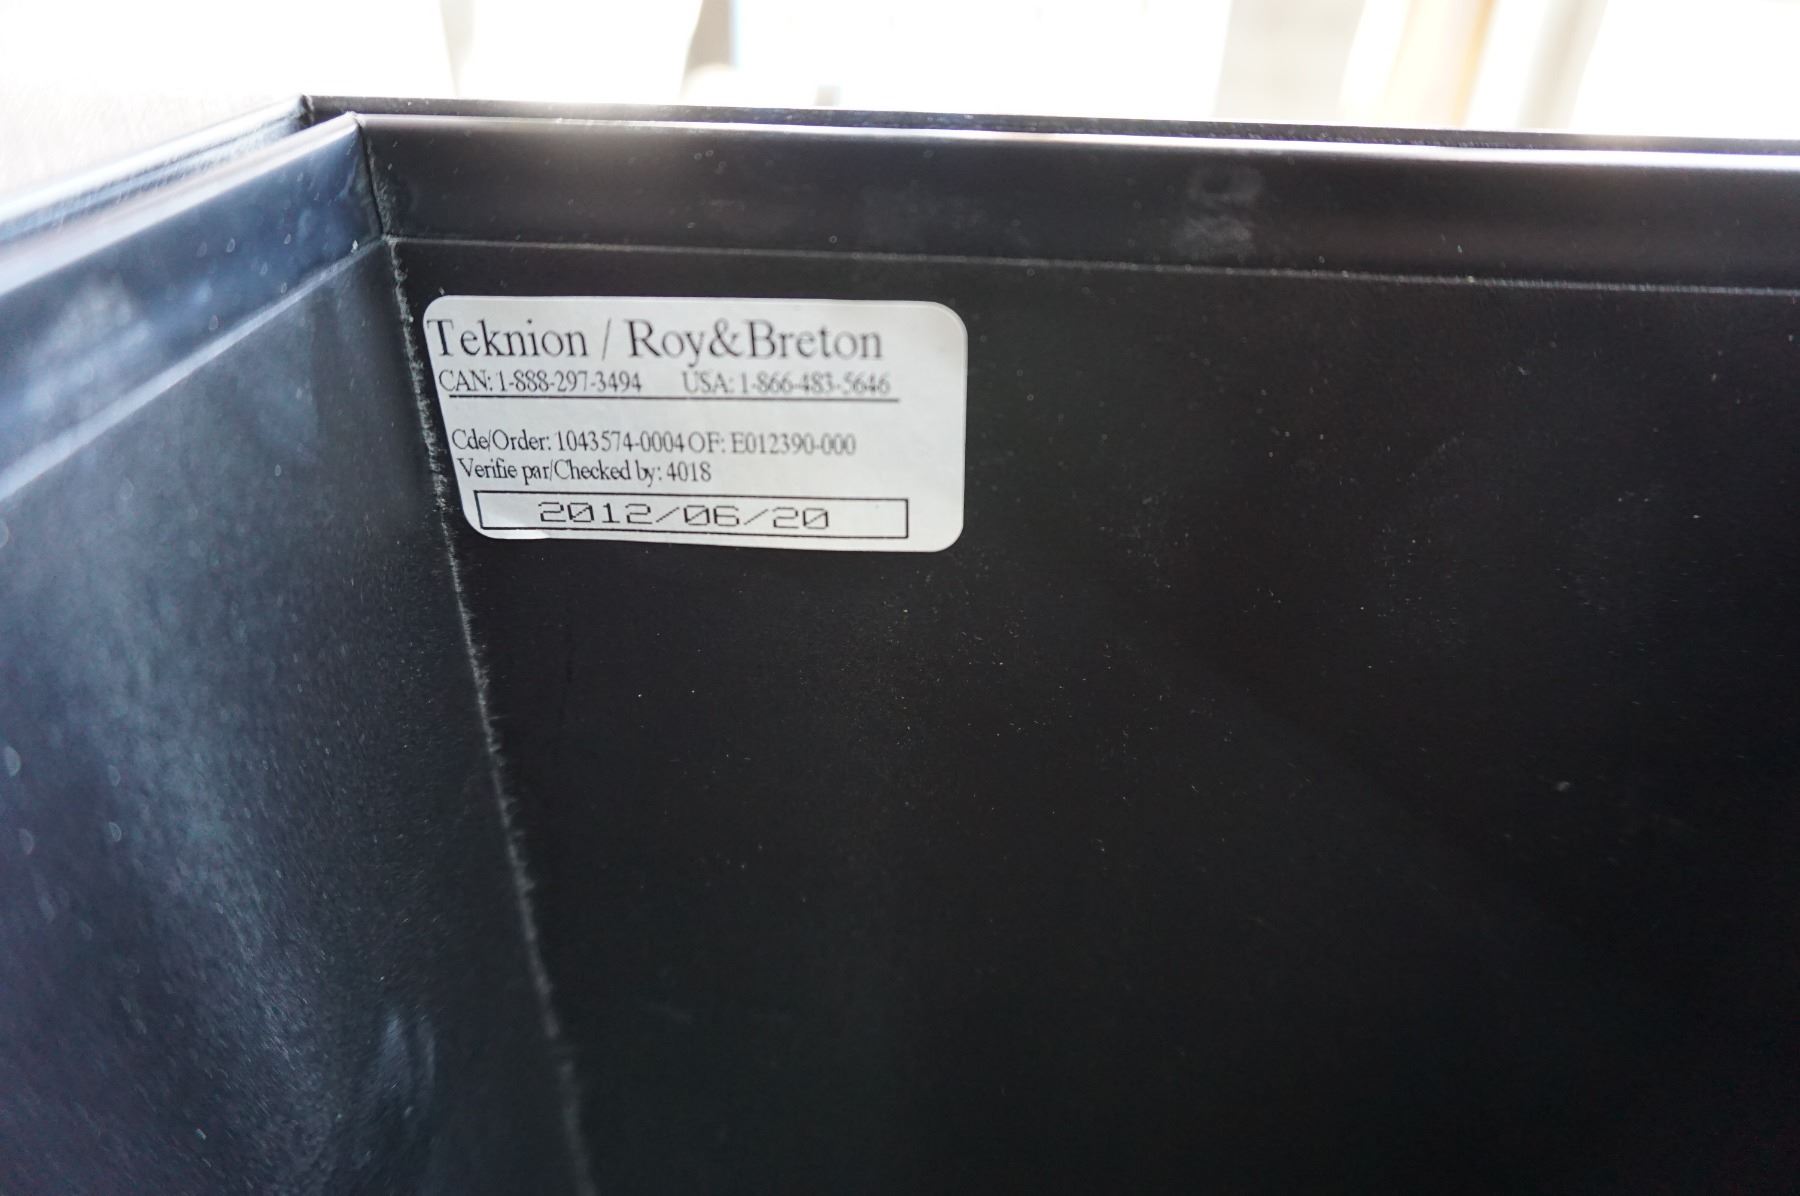 Teknion / Roy&Breton
CAN: 1-888-297-3494 USA: 1-866-483-5646
Cde/Order: 1043574-0004 OF: E012390-000
Verifie par/Checked by: 4018
2012/06/20